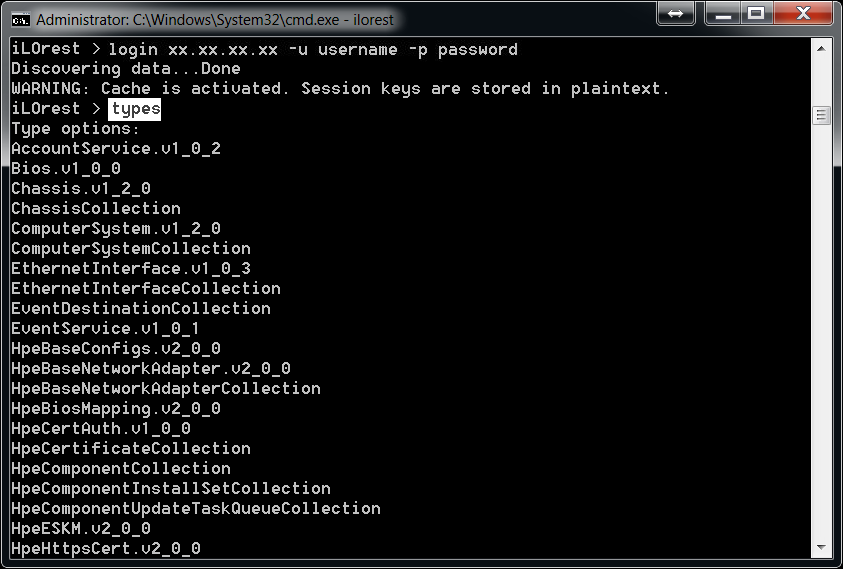 Administrator: C:\Windows\System32\cmd.exe - ilorest
iLOrest > login xx.xx.xx.xx -u username -p password
Discovering data...Done
WARNING: Cache is activated. Session keys are stored in plaintext.
iLOrest > types
Type options:
AccountService.v1_0_2
Bios.v1_0_0
Chassis.v1_2_0
ChassisCollection
ComputerSystem.v1_2_0
ComputerSystemCollection
EthernetInterface.v1_0_3
EthernetInterfaceCollection
EventDestinationCollection
EventService.v1_0_1
HpeBaseConfigs.v2_0_0
HpeBaseNetworkAdapter.v2_0_0
HpeBaseNetworkAdapterCollection
HpeBiosMapping.v2_0_0
HpeCertAuth.v1_0_0
HpeCertificateCollection
HpeComponentCollection
HpeComponentInstallSetCollection
HpeComponentUpdateTaskQueueCollection
HpeESKM.v2_0_0
HpeHttpsCert.v2_0_0